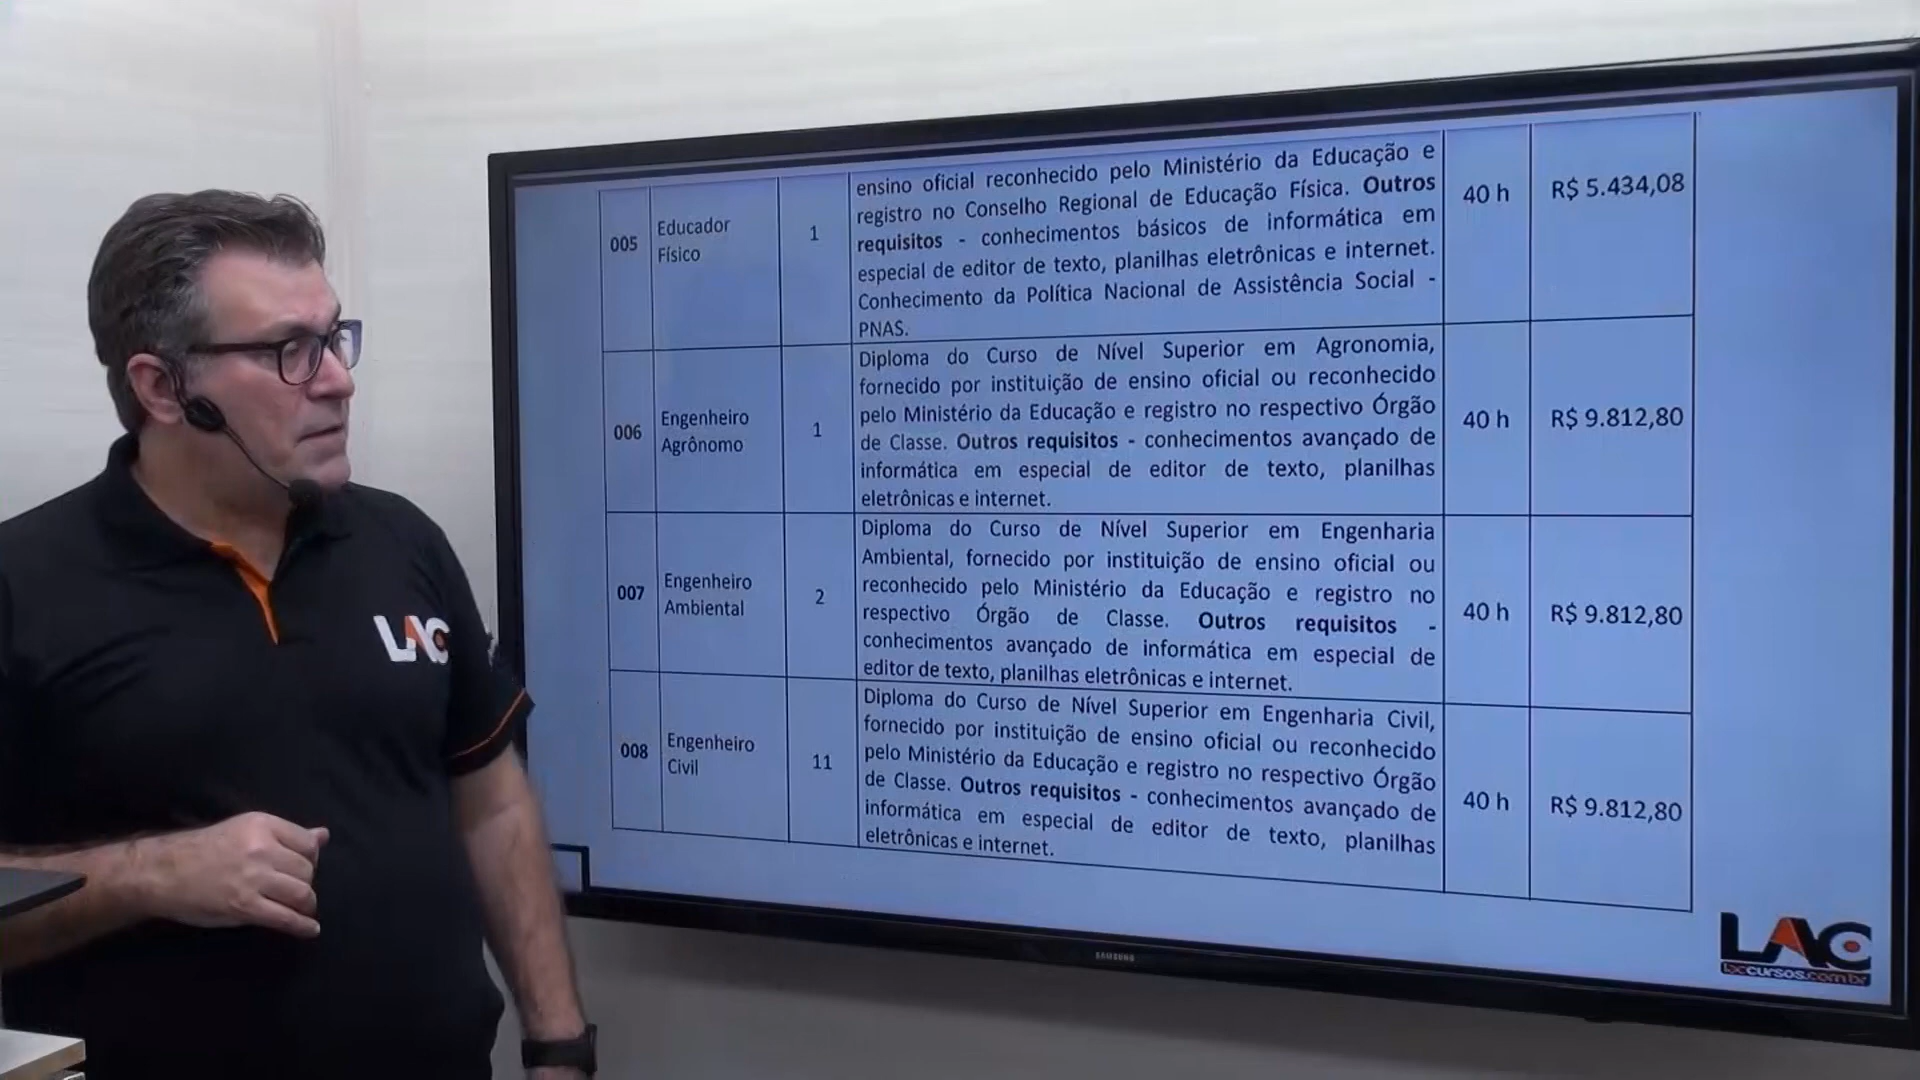 005
Educador
Físico
1
ensino oficial reconhecido pelo Ministério da Educação e
registro no Conselho Regional de Educação Física. Outros
requisitos - conhecimentos básicos de informática em
especial de editor de texto, planilhas eletrônicas e internet.
Conhecimento da Política Nacional de Assistência Social -
PNAS.
40 h
R$ 5.434,08
006
Engenheiro
Agrônomo
1
Diploma do Curso de Nível Superior em Agronomia,
fornecido por instituição de ensino oficial ou reconhecido
pelo Ministério da Educação e registro no respectivo Órgão
de Classe. Outros requisitos - conhecimentos avançado de
informática em especial de editor de texto, planilhas
eletrônicas e internet.
40 h
R$ 9.812,80
007
Engenheiro
Ambiental
2
Diploma do Curso de Nível Superior em Engenharia
Ambiental, fornecido por instituição de ensino oficial ou
reconhecido pelo Ministério da Educação e registro no
respectivo Órgão de Classe. Outros requisitos -
conhecimentos avançado de informática em especial de
editor de texto, planilhas eletrônicas e internet.
40 h
R$ 9.812,80
008
Engenheiro
Civil
11
Diploma do Curso de Nível Superior em Engenharia Civil,
fornecido por instituição de ensino oficial ou reconhecido
pelo Ministério da Educação e registro no respectivo Órgão
de Classe. Outros requisitos - conhecimentos avançado de
informática em especial de editor de texto, planilhas
eletrônicas e internet.
40 h
R$ 9.812,80
LAC
LAC
laccursos.com.br
SAMSUNG